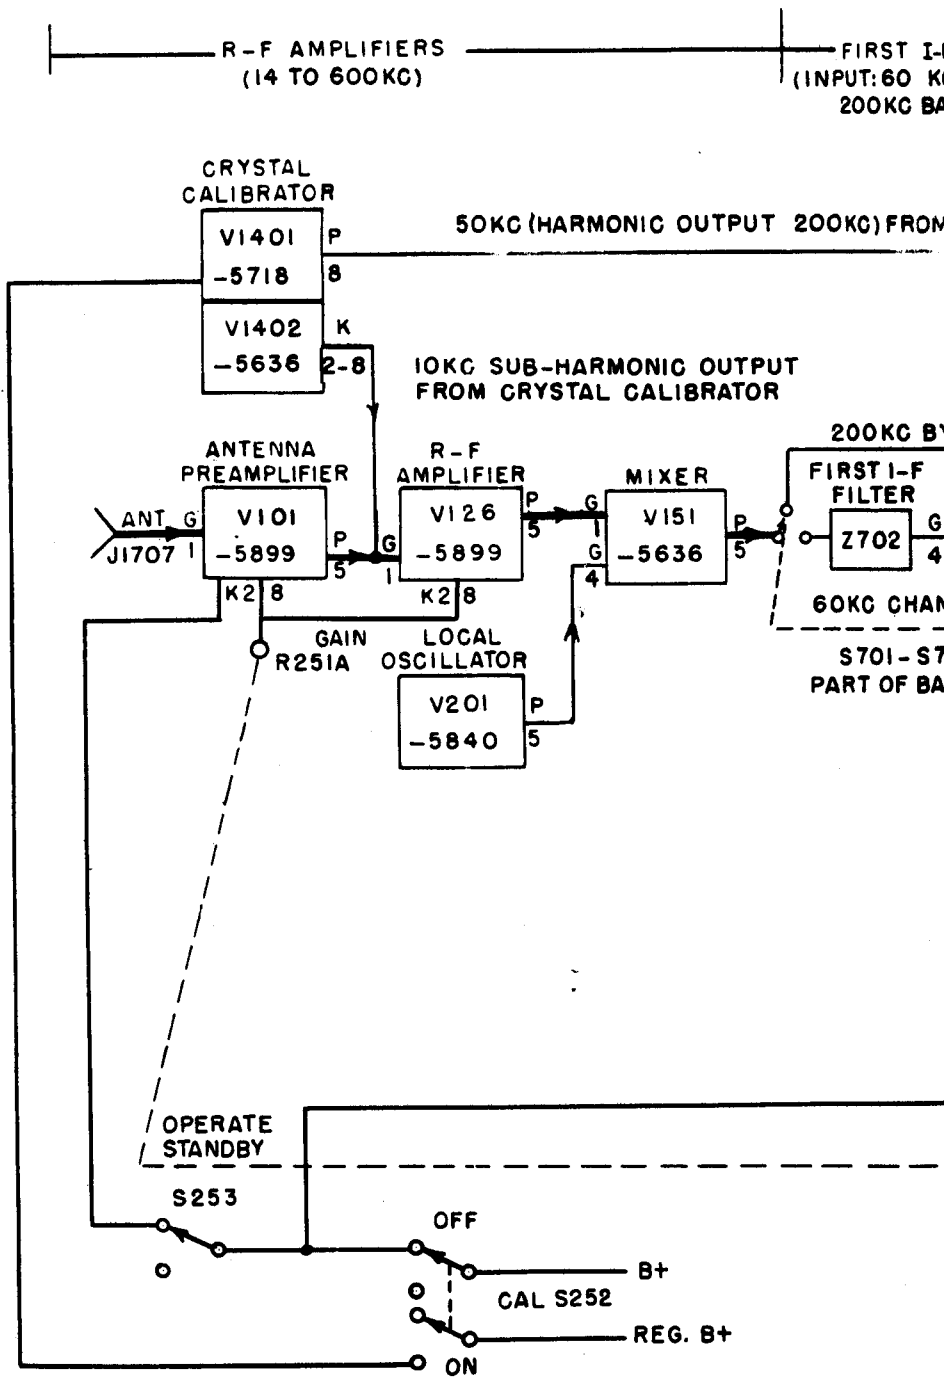 R-F AMPLIFIERS
(14 TO 600KC)
FIRST I-
(INPUT:60 KC
200KC BA
CRYSTAL
CALIBRATOR
V1401
-5718
P
8
50KC (HARMONIC OUTPUT 200KC) FROM
V1402
-5636
K
2-8
10KC SUB-HARMONIC OUTPUT
FROM CRYSTAL CALIBRATOR
ANTENNA
PREAMPLIFIER
R-F
AMPLIFIER
MIXER
200KC BY
FIRST I-F
FILTER
ANT
J1707
G
1
V101
-5899
P
5
G
1
V126
-5899
P
5
G
1
G
4
V151
-5636
P
5
Z702
G
4
K2 8
K2 8
GAIN
R251A
LOCAL
OSCILLATOR
V201
-5840
P
5
60KC CHAN
S701-S7
PART OF BA
OPERATE
STANDBY
S253
OFF
B+
CAL S252
REG. B+
ON